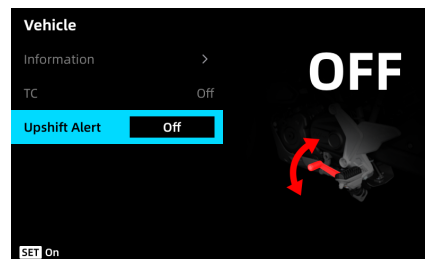 Vehicle
Information >
TC Off
Upshift Alert Off
OFF
SET On